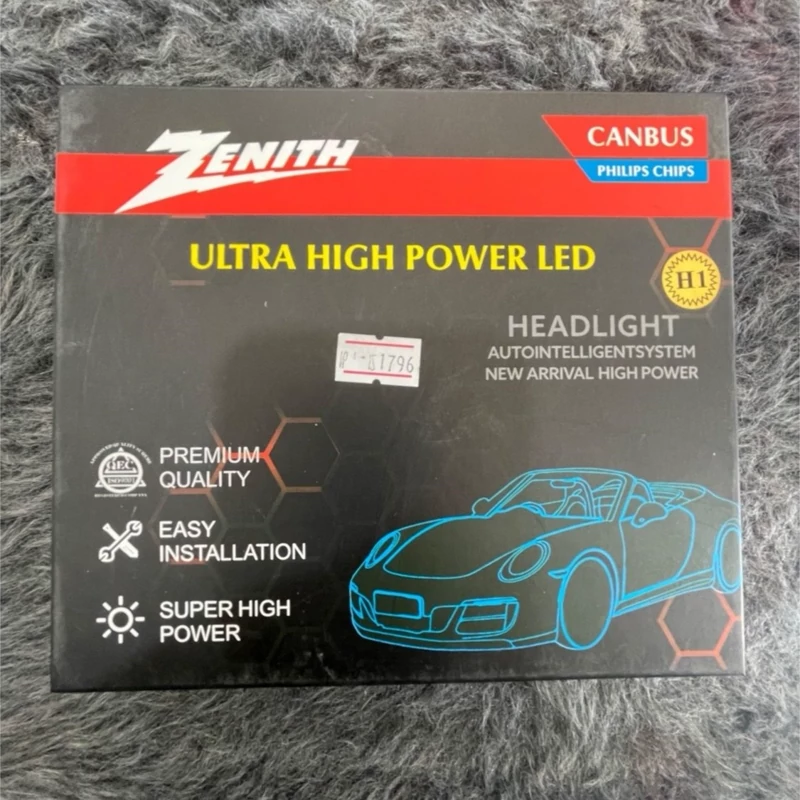 ZENITH
CANBUS
PHILIPS CHIPS
ULTRA HIGH POWER LED
H1
HEADLIGHT
AUTOINTELLIGENTSYSTEM
NEW ARRIVAL HIGH POWER
1796
PREMIUM
QUALITY
EASY
INSTALLATION
SUPER HIGH
POWER